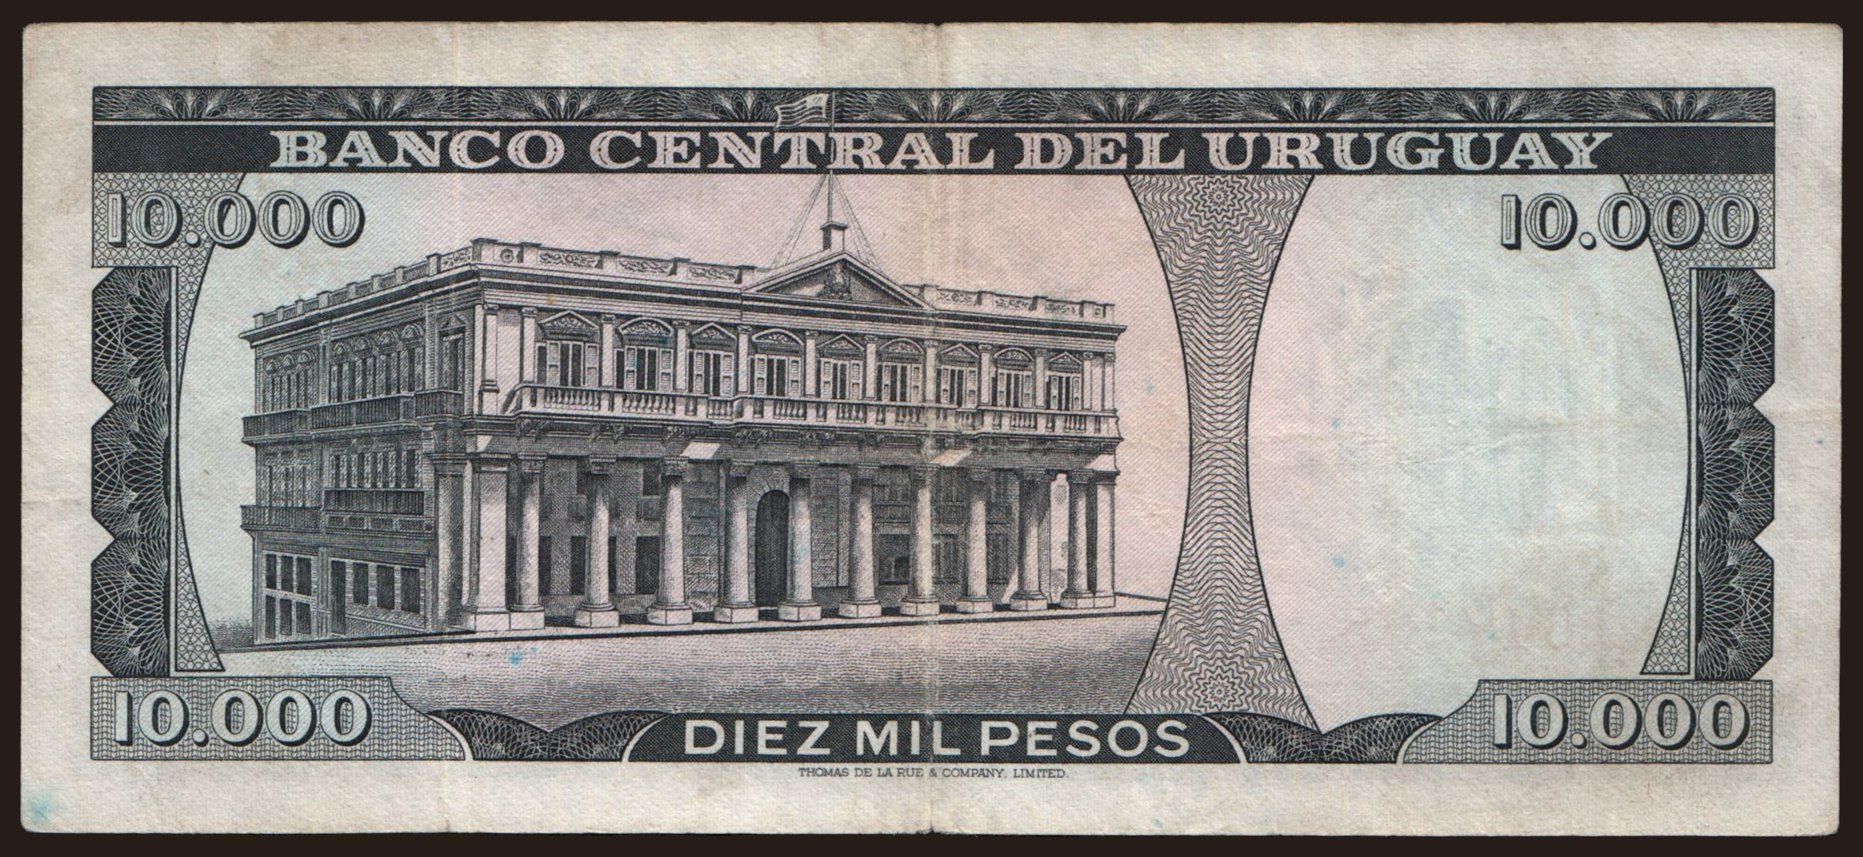 BANCO CENTRAL DEL URUGUAY
10.000 10.000
10.000 DIEZ MIL PESOS 10.000
THOMAS DE LA RUE & COMPANY, LIMITED.